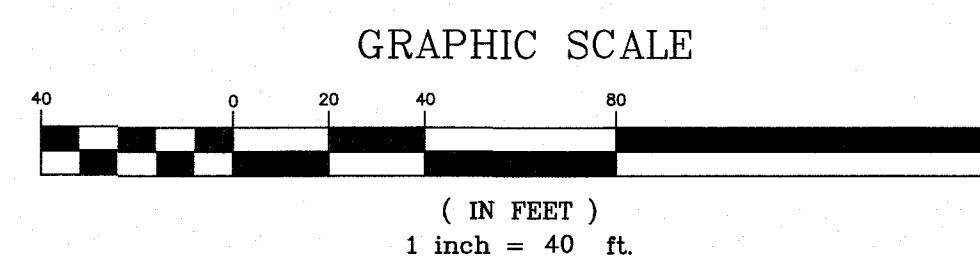 GRAPHIC SCALE
40 0 20 40 80
( IN FEET )
1 inch = 40 ft.